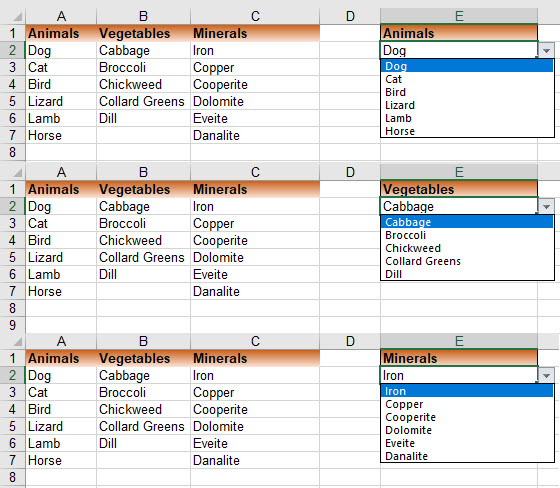 A B C D E
1 Animals Vegetables Minerals Animals
2 Dog Cabbage Iron Dog
3 Cat Broccoli Copper Dog
4 Bird Chickweed Cooperite Cat
5 Lizard Collard Greens Dolomite Bird
6 Lamb Dill Eveite Lizard
7 Horse Danalite Lamb
8 Horse
A B C D E
1 Animals Vegetables Minerals Vegetables
2 Dog Cabbage Iron Cabbage
3 Cat Broccoli Copper Cabbage
4 Bird Chickweed Cooperite Broccoli
5 Lizard Collard Greens Dolomite Chickweed
6 Lamb Dill Eveite Collard Greens
7 Horse Danalite Dill
8
9
A B C D E
1 Animals Vegetables Minerals Minerals
2 Dog Cabbage Iron Iron
3 Cat Broccoli Copper Iron
4 Bird Chickweed Cooperite Copper
5 Lizard Collard Greens Dolomite Cooperite
6 Lamb Dill Eveite Dolomite
7 Horse Danalite Eveite
8 Danalite